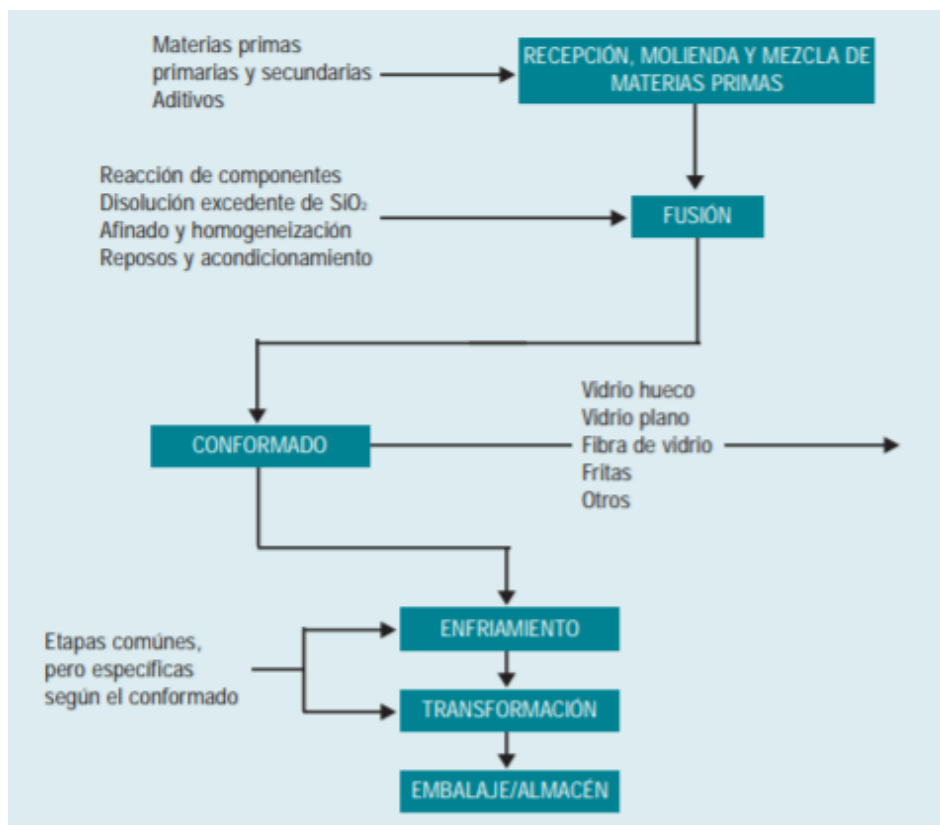 Materias primas
primarias y secundarias
Aditivos
RECEPCIÓN, MOLIENDA Y MEZCLA DE
MATERIAS PRIMAS
Reacción de componentes
Disolución excedente de SiO₂
Afinado y homogeneización
Reposos y acondicionamiento
FUSIÓN
CONFORMADO
Vidrio hueco
Vidrio plano
Fibra de vidrio
Fritas
Otros
Etapas comúnes,
pero específicas
según el conformado
ENFRIAMIENTO
TRANSFORMACIÓN
EMBALAJE/ALMACÉN